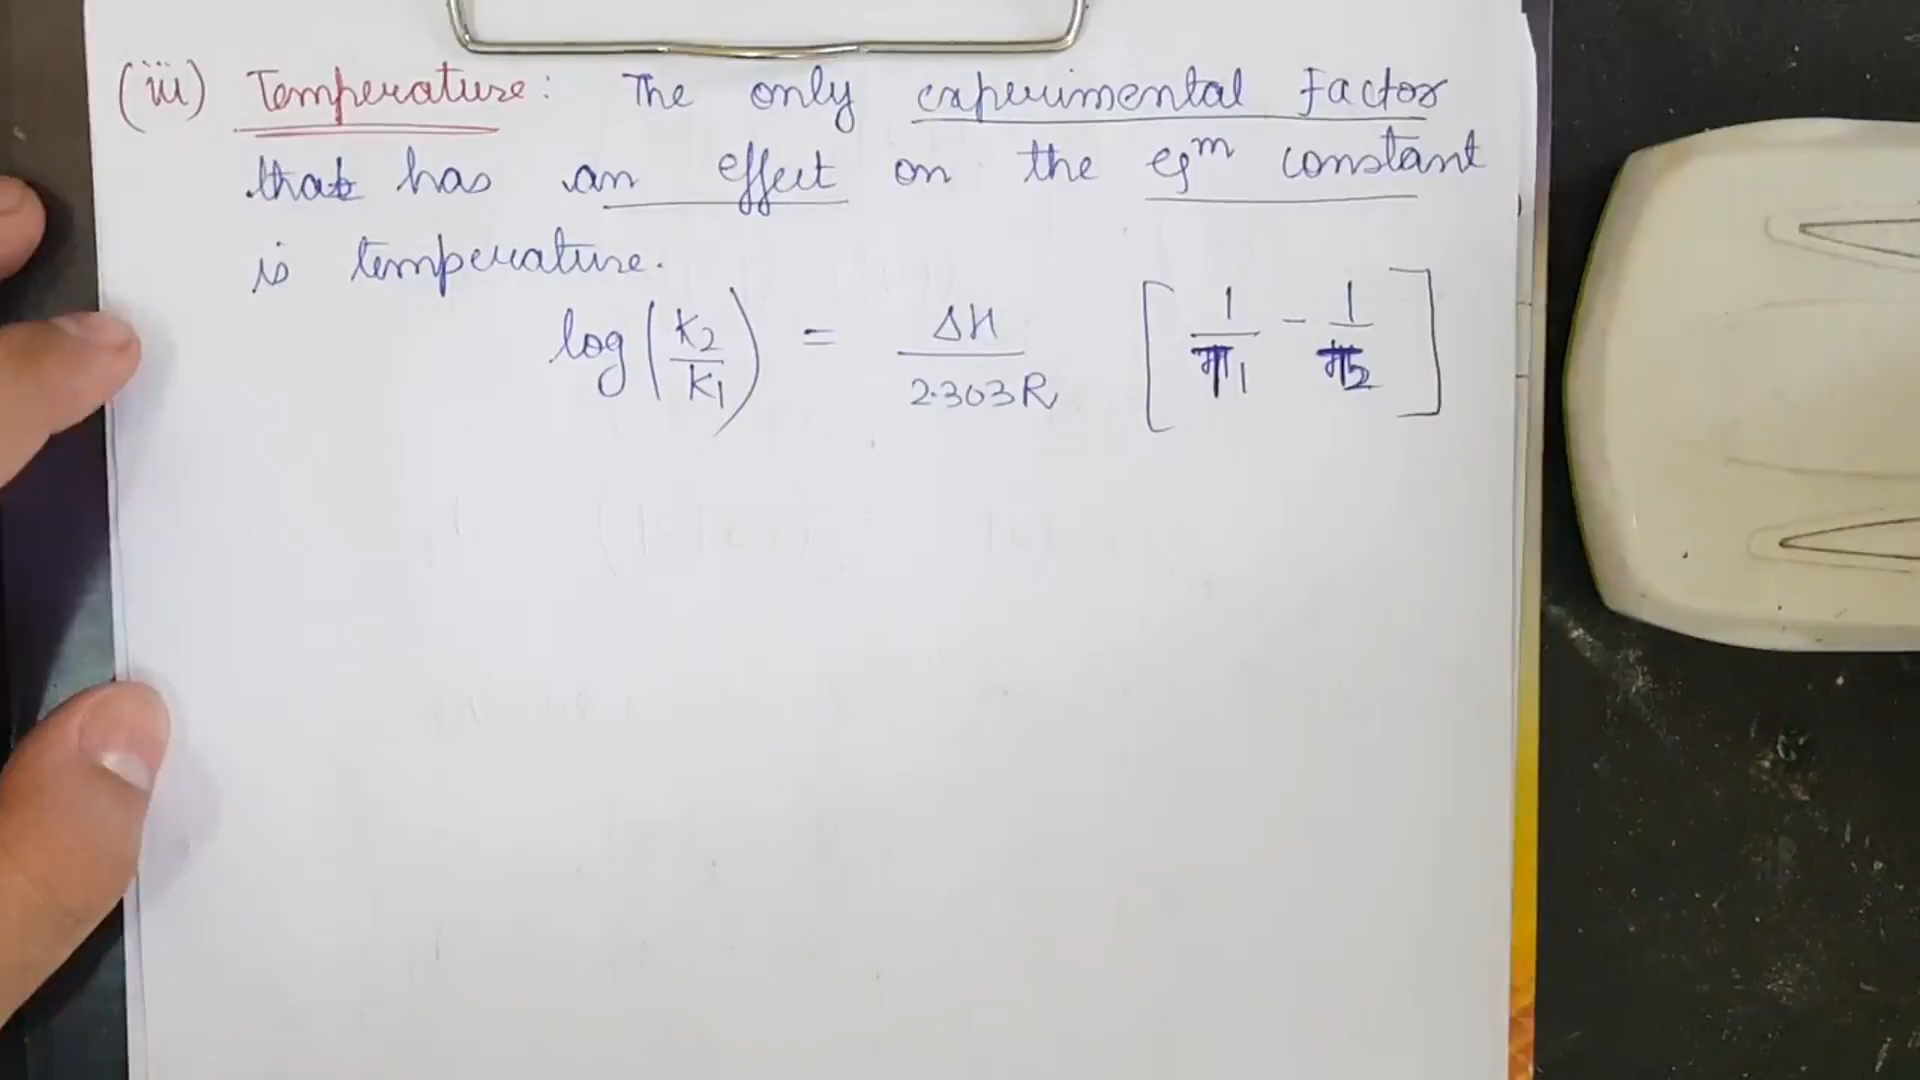 (iii) Temperature: The only experimental factor
that has an effect on the eqᵐ constant
is temperature.
log(K₂/K₁) = ΔH/2.303R [1/T₁ - 1/T₂]